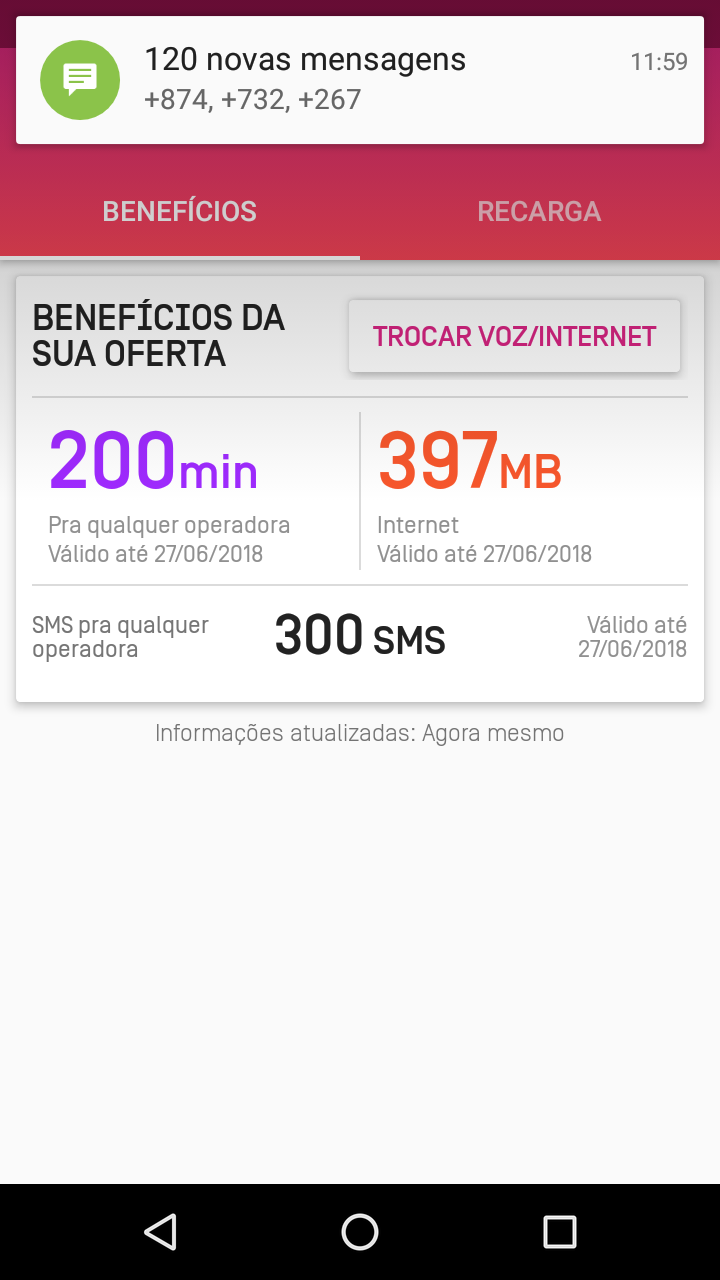 120 novas mensagens
11:59
+874, +732, +267
BENEFÍCIOS
RECARGA
BENEFÍCIOS DA
SUA OFERTA
TROCAR VOZ/INTERNET
200min
Pra qualquer operadora
Válido até 27/06/2018
397MB
Internet
Válido até 27/06/2018
SMS pra qualquer
operadora
300 SMS
Válido até
27/06/2018
Informações atualizadas: Agora mesmo